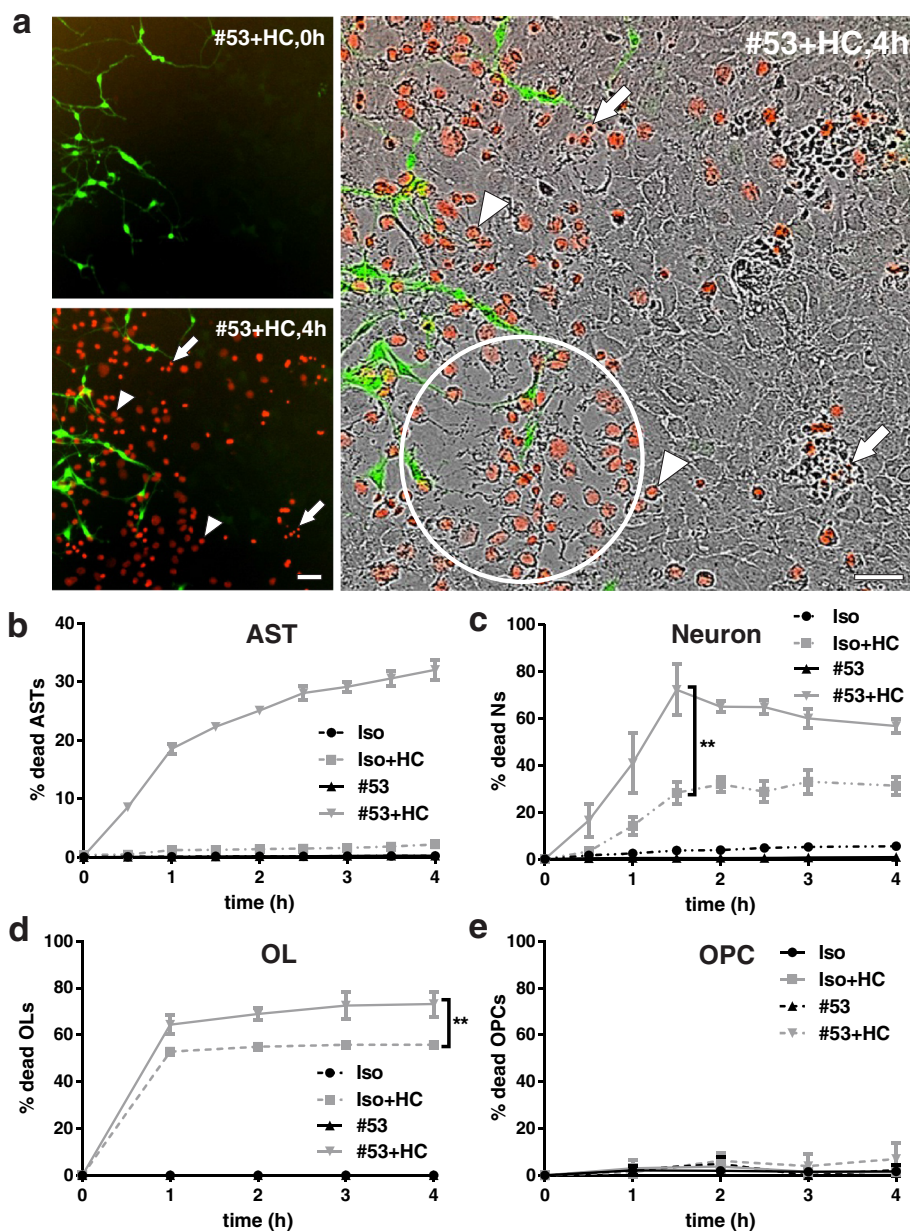 a
#53+HC,0h
#53+HC,4h
#53+HC,4h
b
AST
% dead ASTs
40
30
20
10
0
0 1 2 3 4
time (h)
Iso
Iso+HC
#53
#53+HC
c
Neuron
% dead Ns
100
80
60
40
20
0
0 1 2 3 4
time (h)
Iso
Iso+HC
#53
#53+HC
**
d
OL
% dead OLs
100
80
60
40
20
0
0 1 2 3 4
time (h)
Iso
Iso+HC
#53
#53+HC
**
e
OPC
% dead OPCs
100
80
60
40
20
0
0 1 2 3 4
time (h)
Iso
Iso+HC
#53
#53+HC